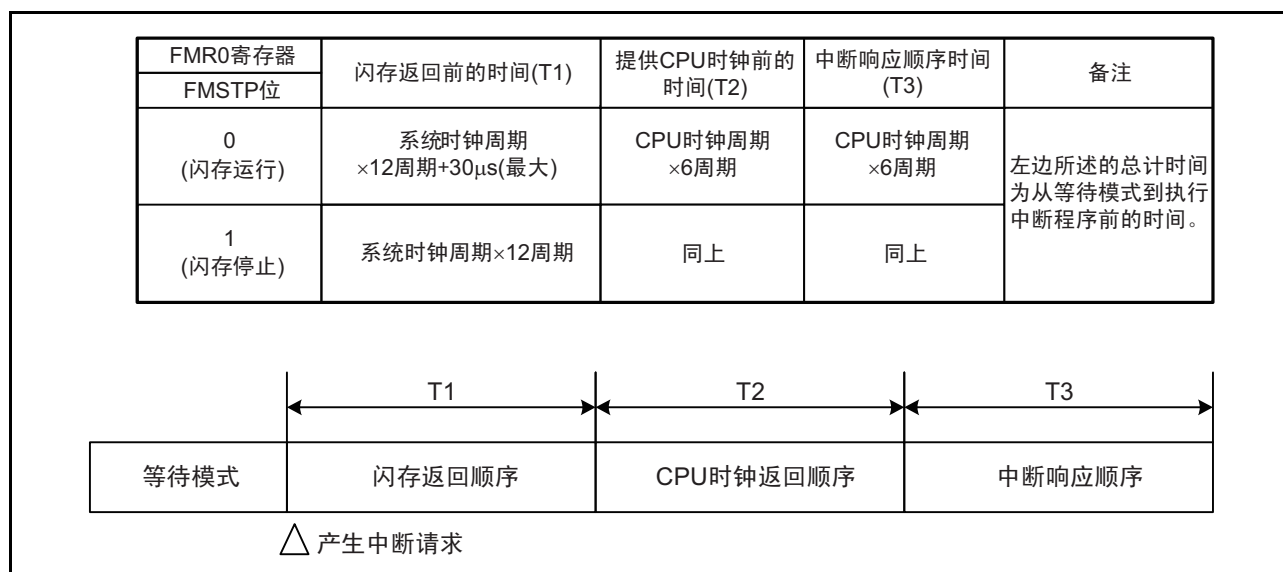 FMR0寄存器
FMSTP位
闪存返回前的时间(T1)
提供CPU时钟前的
时间(T2)
中断响应顺序时间
(T3)
备注
0
(闪存运行)
系统时钟周期
×12周期+30μs(最大)
CPU时钟周期
×6周期
CPU时钟周期
×6周期
左边所述的总计时间
为从等待模式到执行
中断程序前的时间。
1
(闪存停止)
系统时钟周期×12周期
同上
同上
T1
T2
T3
等待模式
闪存返回顺序
CPU时钟返回顺序
中断响应顺序
产生中断请求